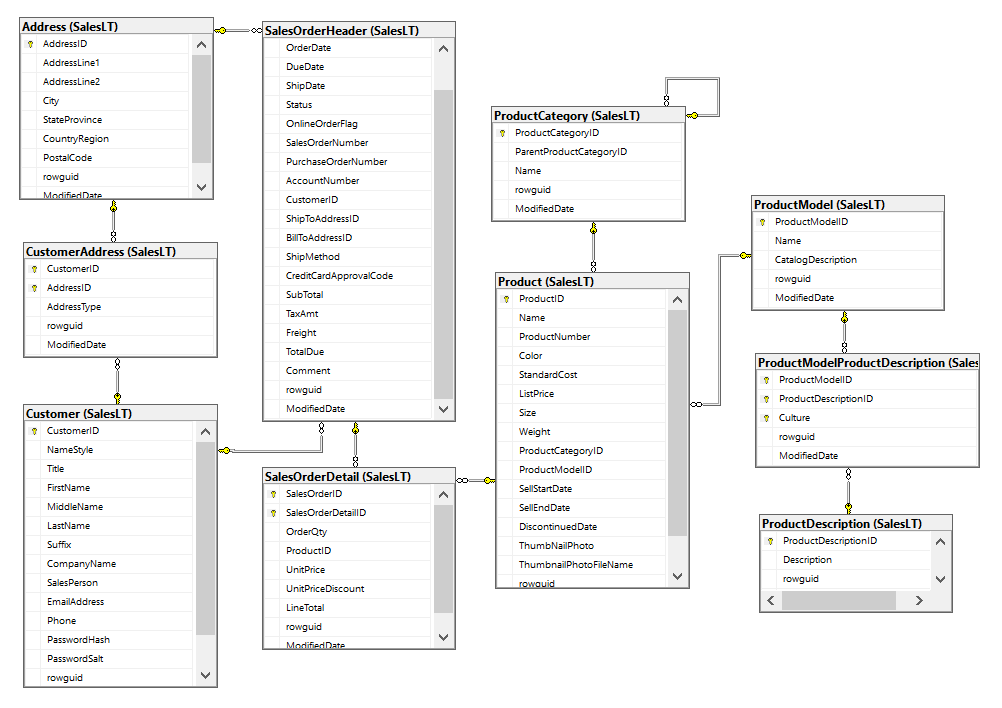 Address (SalesLT)
AddressID
AddressLine1
AddressLine2
City
StateProvince
CountryRegion
PostalCode
rowguid
ModifiedDate
SalesOrderHeader (SalesLT)
OrderDate
DueDate
ShipDate
Status
OnlineOrderFlag
SalesOrderNumber
PurchaseOrderNumber
AccountNumber
CustomerID
ShipToAddressID
BillToAddressID
ShipMethod
CreditCardApprovalCode
SubTotal
TaxAmt
Freight
TotalDue
Comment
rowguid
ModifiedDate
ProductCategory (SalesLT)
ProductCategoryID
ParentProductCategoryID
Name
rowguid
ModifiedDate
ProductModel (SalesLT)
ProductModelID
Name
CatalogDescription
rowguid
ModifiedDate
CustomerAddress (SalesLT)
CustomerID
AddressID
AddressType
rowguid
ModifiedDate
Product (SalesLT)
ProductID
Name
ProductNumber
Color
StandardCost
ListPrice
Size
Weight
ProductCategoryID
ProductModelID
SellStartDate
SellEndDate
DiscontinuedDate
ThumbNailPhoto
ThumbnailPhotoFileName
rowguid
ProductModelProductDescription (Sales
ProductModelID
ProductDescriptionID
Culture
rowguid
ModifiedDate
Customer (SalesLT)
CustomerID
NameStyle
Title
FirstName
MiddleName
LastName
Suffix
CompanyName
SalesPerson
EmailAddress
Phone
PasswordHash
PasswordSalt
rowguid
SalesOrderDetail (SalesLT)
SalesOrderID
SalesOrderDetailID
OrderQty
ProductID
UnitPrice
UnitPriceDiscount
LineTotal
rowguid
ModifiedDate
ProductDescription (SalesLT)
ProductDescriptionID
Description
rowguid